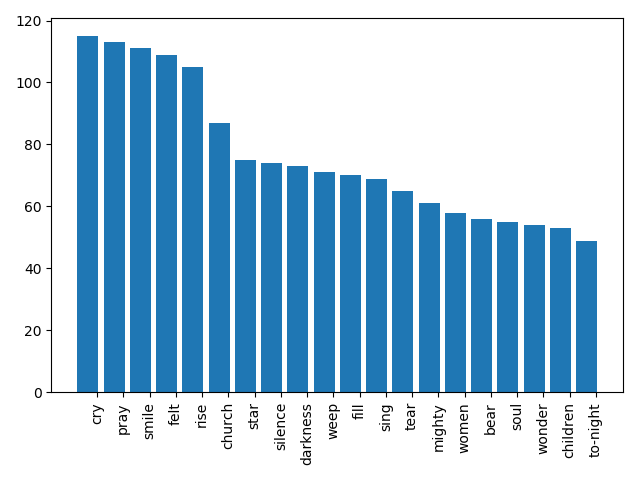 120
100
80
60
40
20
0
cry
pray
smile
felt
rise
church
star
silence
darkness
weep
fill
sing
tear
mighty
women
bear
soul
wonder
children
to-night